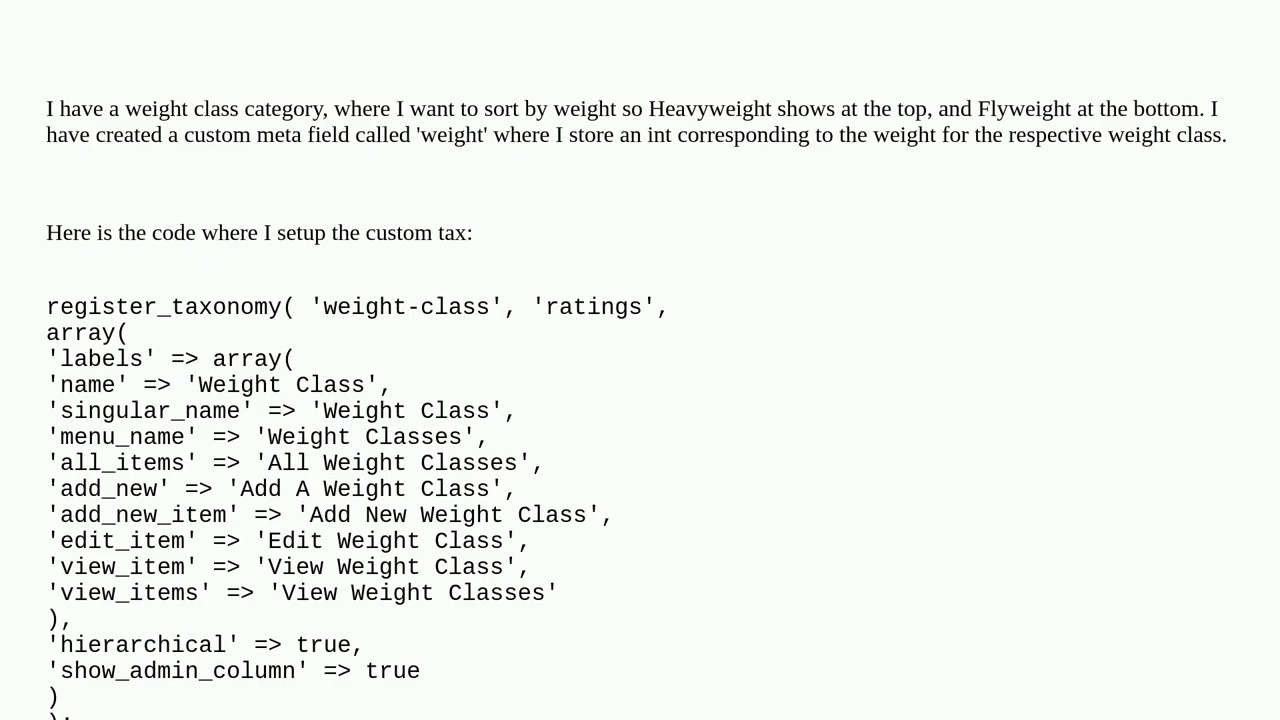 I have a weight class category, where I want to sort by weight so Heavyweight shows at the top, and Flyweight at the bottom. I
have created a custom meta field called 'weight' where I store an int corresponding to the weight for the respective weight class.
Here is the code where I setup the custom tax:
register_taxonomy( 'weight-class', 'ratings',
array(
'labels' => array(
'name' => 'Weight Class',
'singular_name' => 'Weight Class',
'menu_name' => 'Weight Classes',
'all_items' => 'All Weight Classes',
'add_new' => 'Add A Weight Class',
'add_new_item' => 'Add New Weight Class',
'edit_item' => 'Edit Weight Class',
'view_item' => 'View Weight Class',
'view_items' => 'View Weight Classes'
),
'hierarchical' => true,
'show_admin_column' => true
)
);